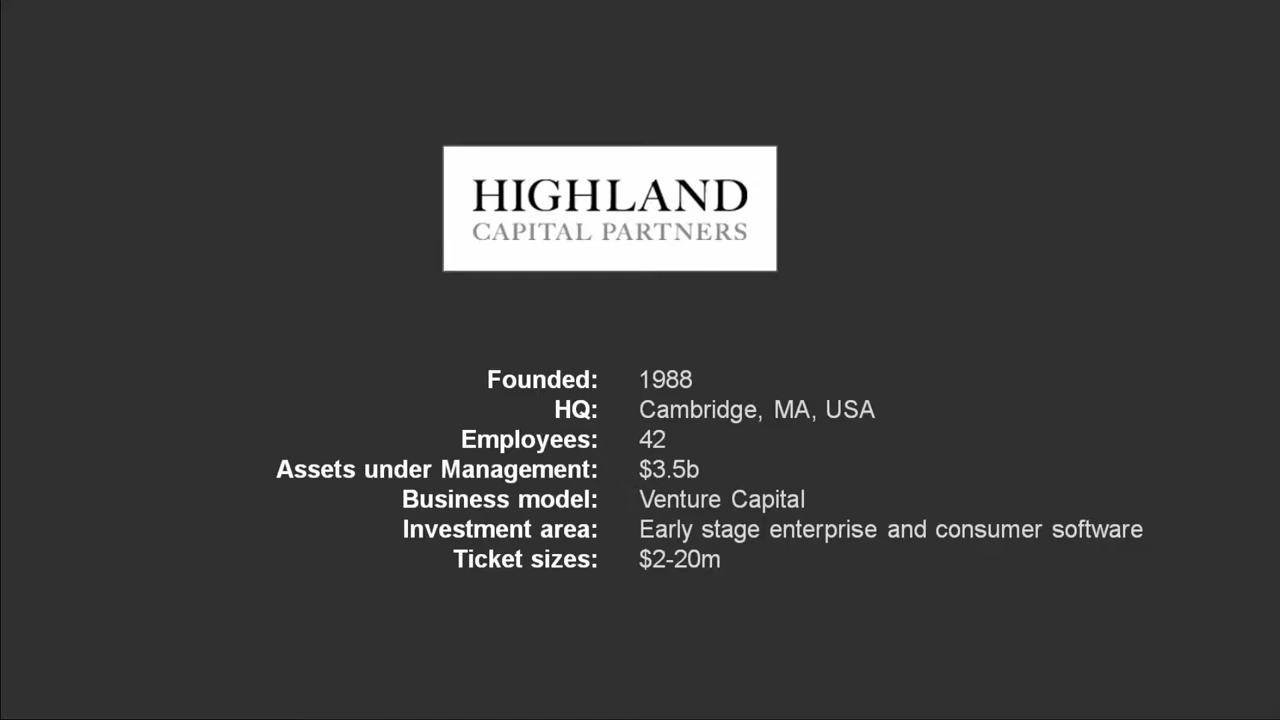 HIGHLAND
CAPITAL PARTNERS
Founded: 1988
HQ: Cambridge, MA, USA
Employees: 42
Assets under Management: $3.5b
Business model: Venture Capital
Investment area: Early stage enterprise and consumer software
Ticket sizes: $2-20m